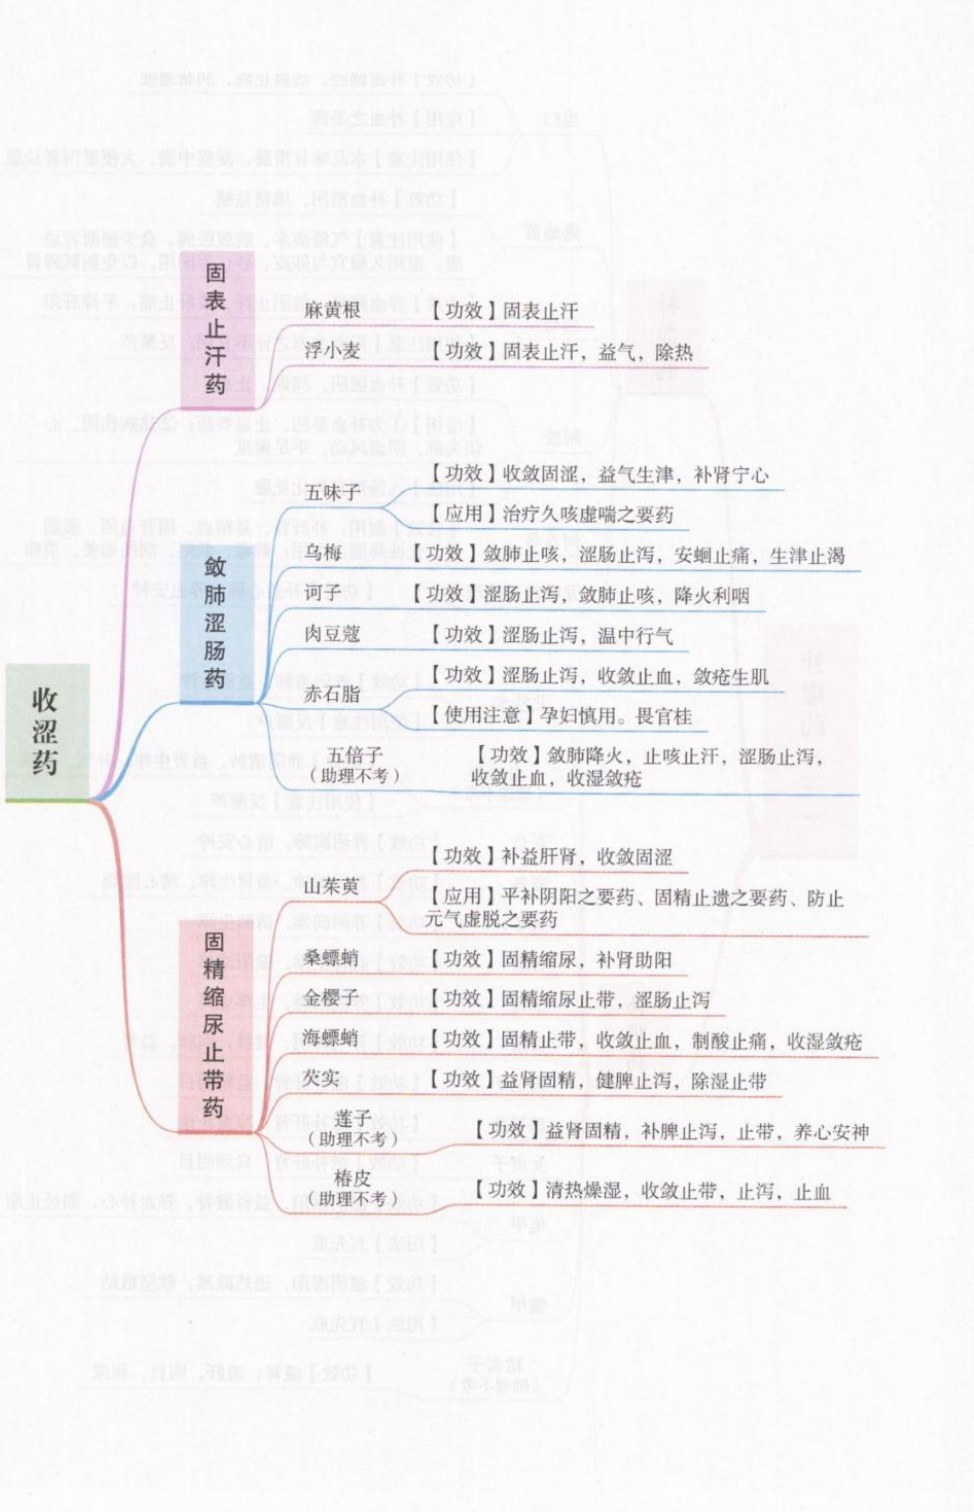 收涩药
固表止汗药
麻黄根 【功效】固表止汗
浮小麦 【功效】固表止汗，益气，除热
敛肺涩肠药
五味子
【功效】收敛固涩，益气生津，补肾宁心
【应用】治疗久咳虚喘之要药
乌梅 【功效】敛肺止咳，涩肠止泻，安蛔止痛，生津止渴
诃子 【功效】涩肠止泻，敛肺止咳，降火利咽
肉豆蔻 【功效】涩肠止泻，温中行气
赤石脂
【功效】涩肠止泻，收敛止血，敛疮生肌
【使用注意】孕妇慎用。畏官桂
五倍子
（助理不考）
【功效】敛肺降火，止咳止汗，涩肠止泻，
收敛止血，收湿敛疮
固精缩尿止带药
山茱萸
【功效】补益肝肾，收敛固涩
【应用】平补阴阳之要药、固精止遗之要药、防止
元气虚脱之要药
桑螵蛸 【功效】固精缩尿，补肾助阳
金樱子 【功效】固精缩尿止带，涩肠止泻
海螵蛸 【功效】固精止带，收敛止血，制酸止痛，收湿敛疮
芡实 【功效】益肾固精，健脾止泻，除湿止带
莲子
（助理不考）
【功效】益肾固精，补脾止泻，止带，养心安神
椿皮
（助理不考）
【功效】清热燥湿，收敛止带，止泻，止血